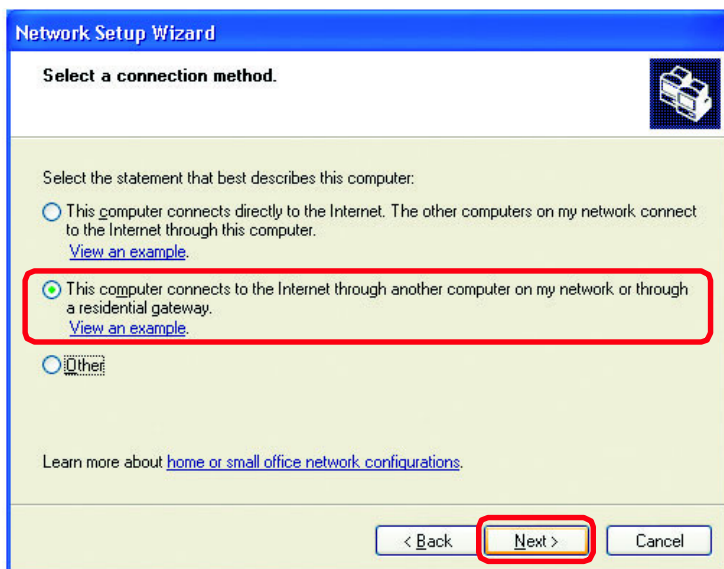 Network Setup Wizard
Select a connection method.
Select the statement that best describes this computer:
This computer connects directly to the Internet. The other computers on my network connect
to the Internet through this computer.
View an example.
This computer connects to the Internet through another computer on my network or through
a residential gateway.
View an example.
Other
Learn more about home or small office network configurations.
< Back
Next >
Cancel